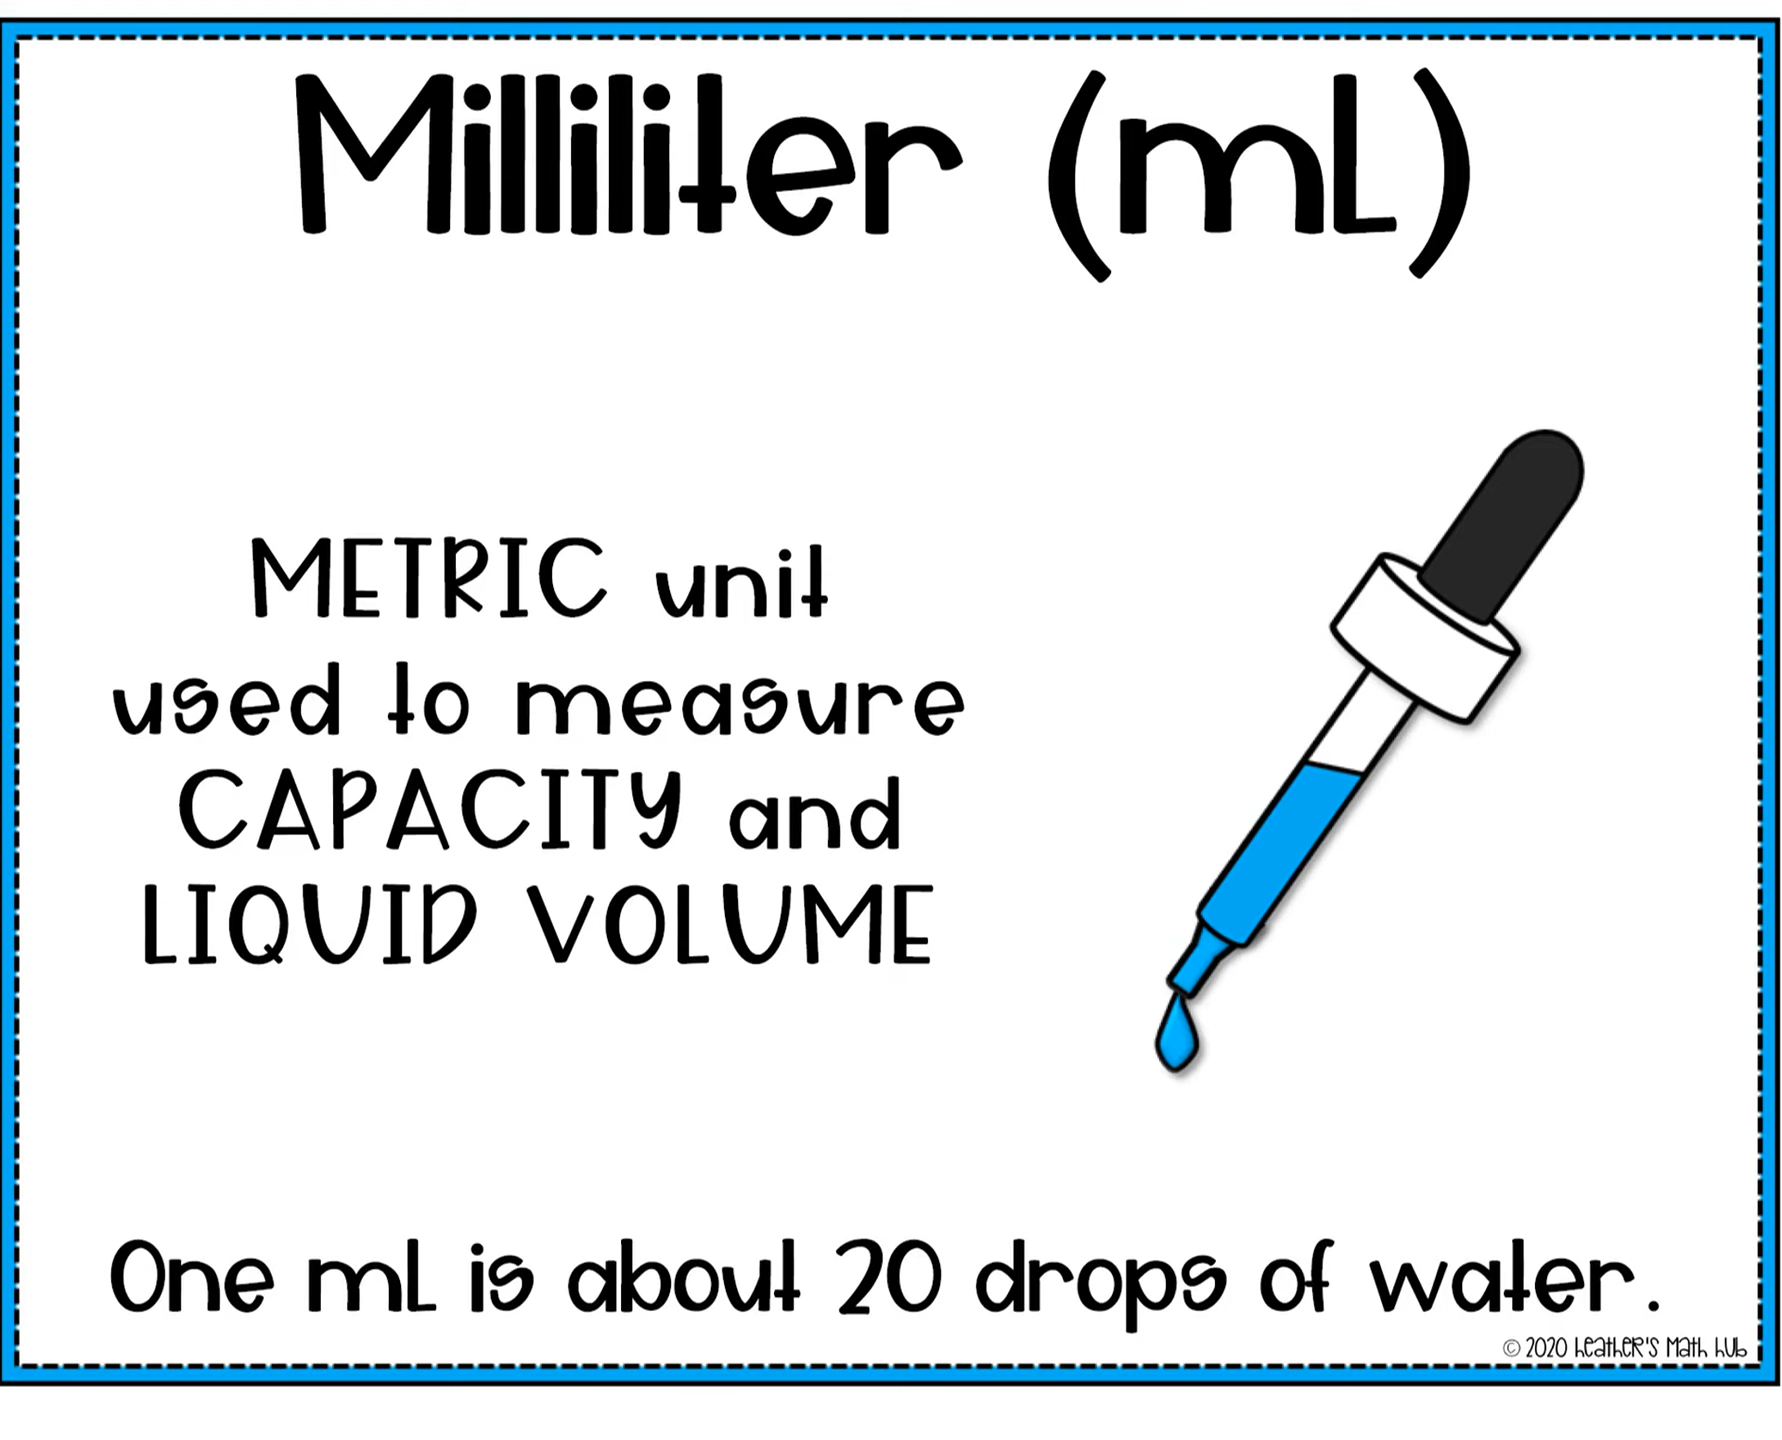 Milliliter (mL)
METRIC unit
used to measure
CAPACITY and
LIQUID VOLUME
One mL is about 20 drops of water.
© 2020 Heather's Math Hub